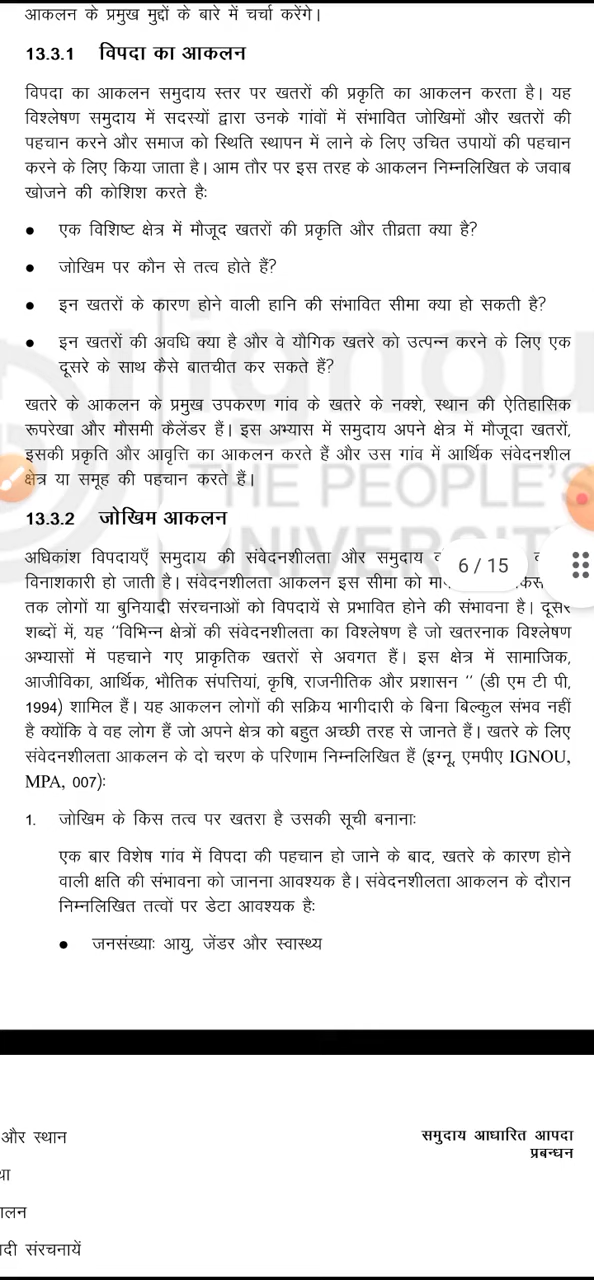 आकलन के प्रमुख मुद्दों के बारे में चर्चा करेंगे।
13.3.1 विपदा का आकलन
विपदा का आकलन समुदाय स्तर पर खतरों की प्रकृति का आकलन करता है। यह
विश्लेषण समुदाय में सदस्यों द्वारा उनके गांवों में संभावित जोखिमों और खतरों की
पहचान करने और समाज को स्थिति स्थापन में लाने के लिए उचित उपायों की पहचान
करने के लिए किया जाता है। आम तौर पर इस तरह के आकलन निम्नलिखित के जवाब
खोजने की कोशिश करते हैः
● एक विशिष्ट क्षेत्र में मौजूद खतरों की प्रकृति और तीव्रता क्या है?
● जोखिम पर कौन से तत्व होते हैं?
● इन खतरों के कारण होने वाली हानि की संभावित सीमा क्या हो सकती है?
● इन खतरों की अवधि क्या है और वे यौगिक खतरे को उत्पन्न करने के लिए एक
दूसरे के साथ कैसे बातचीत कर सकते हैं?
खतरे के आकलन के प्रमुख उपकरण गांव के खतरे के नक्शे, स्थान की ऐतिहासिक
रूपरेखा और मौसमी कैलेंडर हैं। इस अभ्यास में समुदाय अपने क्षेत्र में मौजूदा खतरों,
इसकी प्रकृति और आवृत्ति का आकलन करते हैं और उस गांव में आर्थिक संवेदनशील
क्षेत्र या समूह की पहचान करते हैं।
ignou
THE PEOPLE'S
UNIVERSIT
13.3.2 जोखिम आकलन
अधिकांश विपदायएँ समुदाय की संवेदनशीलता और समुदाय
6 / 15
विनाशकारी हो जाती है। संवेदनशीलता आकलन इस सीमा को
तक लोगों या बुनियादी संरचनाओं को विपदायें से प्रभावित होने की संभावना है। दूसरे
शब्दों में, यह ''विभिन्न क्षेत्रों की संवेदनशीलता का विश्लेषण है जो खतरनाक विश्लेषण
अभ्यासों में पहचाने गए प्राकृतिक खतरों से अवगत हैं। इस क्षेत्र में सामाजिक,
आजीविका, आर्थिक, भौतिक संपत्तियां, कृषि, राजनीतिक और प्रशासन '' (डी एम टी पी,
1994) शामिल हैं। यह आकलन लोगों की सक्रिय भागीदारी के बिना बिल्कुल संभव नहीं
है क्योंकि वे वह लोग हैं जो अपने क्षेत्र को बहुत अच्छी तरह से जानते हैं। खतरे के लिए
संवेदनशीलता आकलन के दो चरण के परिणाम निम्नलिखित हैं (इग्नू, एमपीए IGNOU,
MPA, 007):
1. जोखिम के किस तत्व पर खतरा है उसकी सूची बनानाः
एक बार विशेष गांव में विपदा की पहचान हो जाने के बाद, खतरे के कारण होने
वाली क्षति की संभावना को जानना आवश्यक है। संवेदनशीलता आकलन के दौरान
निम्नलिखित तत्वों पर डेटा आवश्यक हैः
● जनसंख्याः आयु, जेंडर और स्वास्थ्य
और स्थान
समुदाय आधारित आपदा
प्रबन्धन
संरचनायें